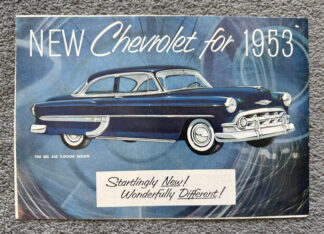 NEW Chevrolet for 1953
THE BEL AIR 2-DOOR SEDAN
Startlingly New!
Wonderfully Different!